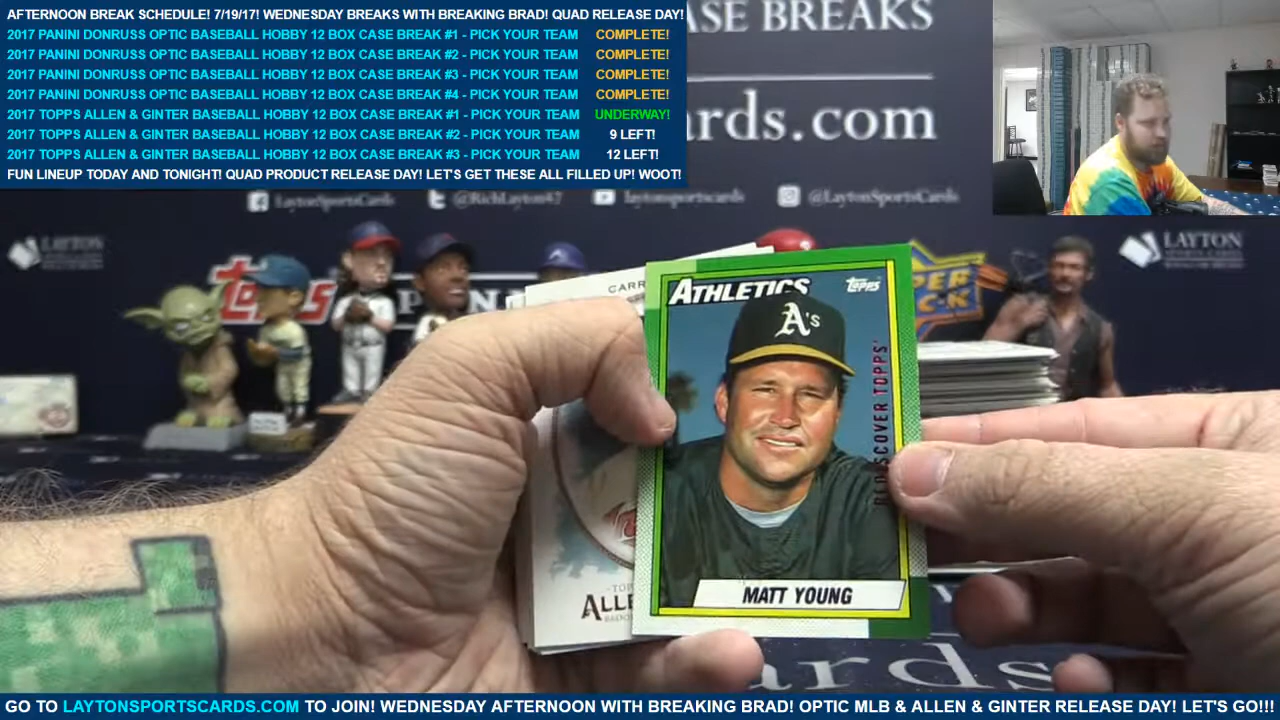 AFTERNOON BREAK SCHEDULE! 7/19/17! WEDNESDAY BREAKS WITH BREAKING BRAD! QUAD RELEASE DAY!
2017 PANINI DONRUSS OPTIC BASEBALL HOBBY 12 BOX CASE BREAK #1 - PICK YOUR TEAM COMPLETE!
2017 PANINI DONRUSS OPTIC BASEBALL HOBBY 12 BOX CASE BREAK #2 - PICK YOUR TEAM COMPLETE!
2017 PANINI DONRUSS OPTIC BASEBALL HOBBY 12 BOX CASE BREAK #3 - PICK YOUR TEAM COMPLETE!
2017 PANINI DONRUSS OPTIC BASEBALL HOBBY 12 BOX CASE BREAK #4 - PICK YOUR TEAM COMPLETE!
2017 TOPPS ALLEN & GINTER BASEBALL HOBBY 12 BOX CASE BREAK #1 - PICK YOUR TEAM UNDERWAY!
2017 TOPPS ALLEN & GINTER BASEBALL HOBBY 12 BOX CASE BREAK #2 - PICK YOUR TEAM 9 LEFT!
2017 TOPPS ALLEN & GINTER BASEBALL HOBBY 12 BOX CASE BREAK #3 - PICK YOUR TEAM 12 LEFT!
FUN LINEUP TODAY AND TONIGHT! QUAD PRODUCT RELEASE DAY! LET'S GET THESE ALL FILLED UP! WOOT!
ASE BREAKS
rds.com
LaytonSportsCards @RichLayton47 laytonsportscards @LaytonSportsCards
LAYTON
LAYTON
topps
CARR
ATHLETICS topps
A's
REDISCOVER TOPPS
MATT YOUNG
ALLE
ards
GO TO LAYTONSPORTSCARDS.COM TO JOIN! WEDNESDAY AFTERNOON WITH BREAKING BRAD! OPTIC MLB & ALLEN & GINTER RELEASE DAY! LET'S GO!!!